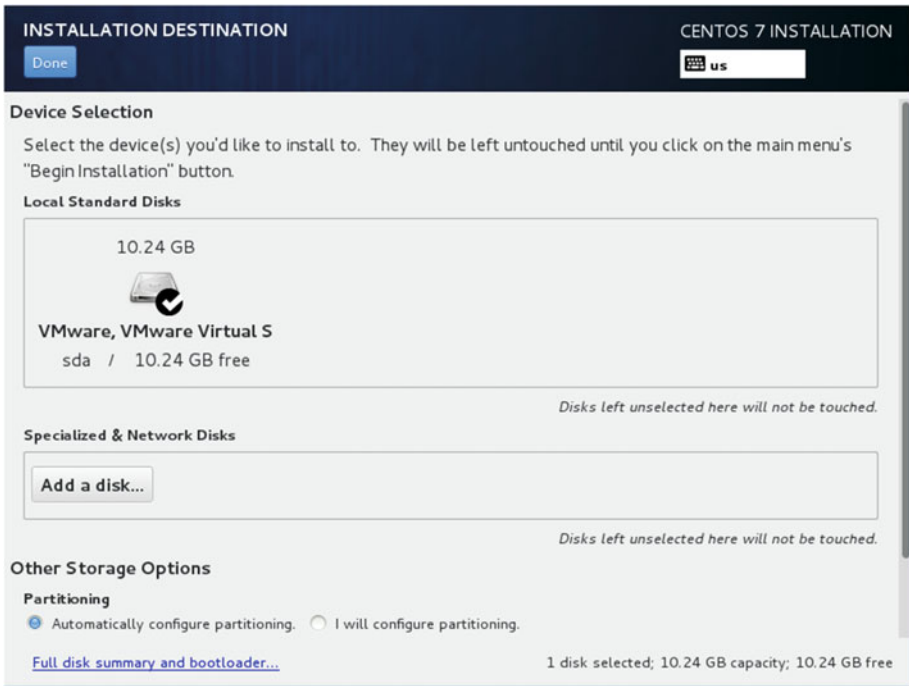 INSTALLATION DESTINATION
CENTOS 7 INSTALLATION
Done
us
Device Selection
Select the device(s) you'd like to install to. They will be left untouched until you click on the main menu's
"Begin Installation" button.
Local Standard Disks
10.24 GB
VMware, VMware Virtual S
sda / 10.24 GB free
Disks left unselected here will not be touched.
Specialized & Network Disks
Add a disk...
Disks left unselected here will not be touched.
Other Storage Options
Partitioning
Automatically configure partitioning. I will configure partitioning.
Full disk summary and bootloader... 1 disk selected; 10.24 GB capacity; 10.24 GB free